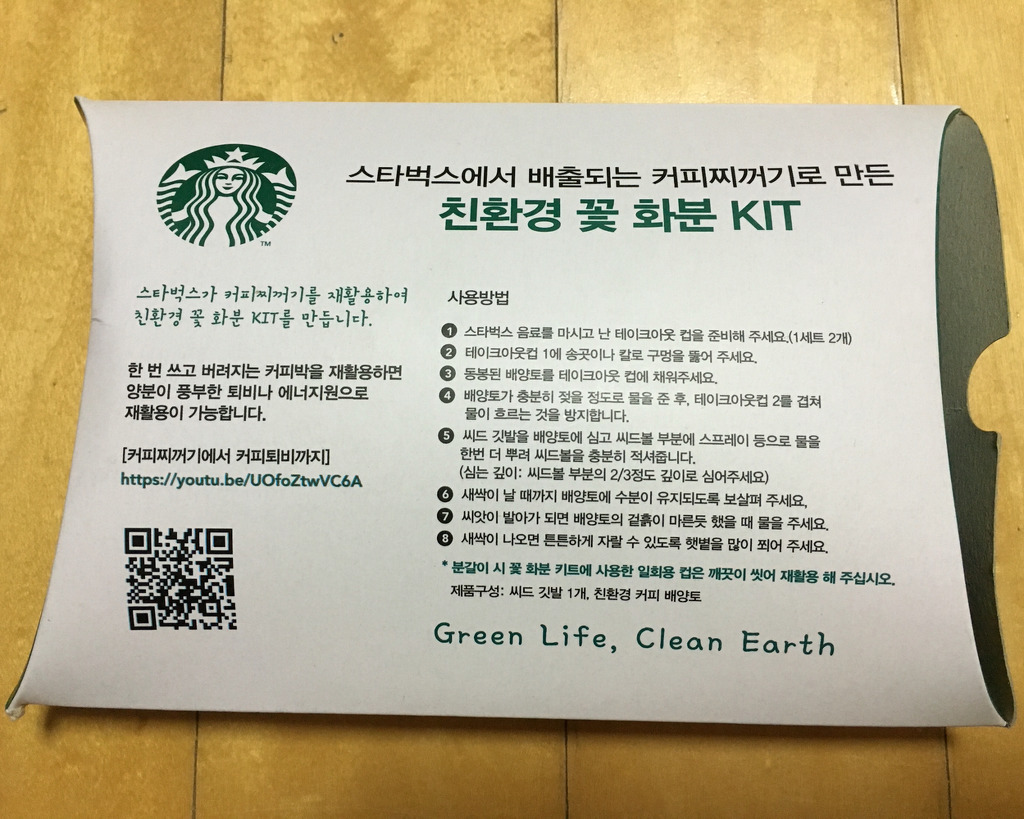 스타벅스에서 배출되는 커피찌꺼기로 만든
친환경 꽃 화분 KIT
스타벅스가 커피찌꺼기를 재활용하여
친환경 꽃 화분 KIT를 만듭니다.
한 번 쓰고 버려지는 커피박을 재활용하면
양분이 풍부한 퇴비나 에너지원으로
재활용이 가능합니다.
[커피찌꺼기에서 커피퇴비까지]
https://youtu.be/UOfoZtwVC6A
사용방법
1 스타벅스 음료를 마시고 난 테이크아웃 컵을 준비해 주세요.(1세트 2개)
2 테이크아웃컵 1에 송곳이나 칼로 구멍을 뚫어 주세요.
3 동봉된 배양토를 테이크아웃 컵에 채워주세요.
4 배양토가 충분히 젖을 정도로 물을 준 후, 테이크아웃컵 2를 겹쳐
물이 흐르는 것을 방지합니다.
5 씨드 깃발을 배양토에 심고 씨드볼 부분에 스프레이 등으로 물을
한번 더 뿌려 씨드볼을 충분히 적셔줍니다.
(심는 깊이: 씨드볼 부분의 2/3정도 깊이로 심어주세요)
6 새싹이 날 때까지 배양토에 수분이 유지되도록 보살펴 주세요,
7 씨앗이 발아가 되면 배양토의 겉흙이 마른듯 했을 때 물을 주세요.
8 새싹이 나오면 튼튼하게 자랄 수 있도록 햇볕을 많이 쬐어 주세요.
* 분갈이 시 꽃 화분 키트에 사용한 일회용 컵은 깨끗이 씻어 재활용 해 주십시오.
제품구성: 씨드 깃발 1개, 친환경 커피 배양토
Green Life, Clean Earth
TM